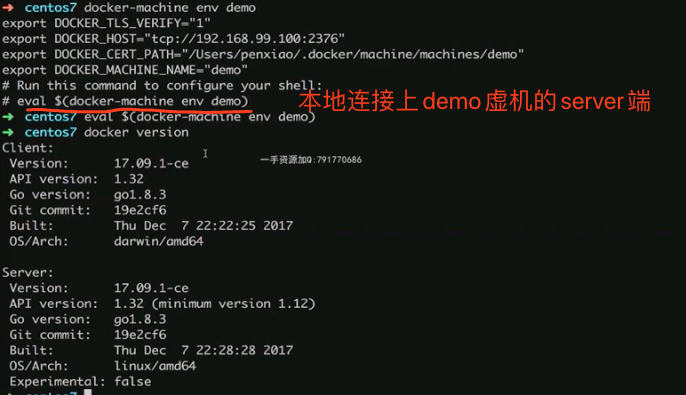 ➜ centos7 docker-machine env demo
export DOCKER_TLS_VERIFY="1"
export DOCKER_HOST="tcp://192.168.99.100:2376"
export DOCKER_CERT_PATH="/Users/penxiao/.docker/machine/machines/demo"
export DOCKER_MACHINE_NAME="demo"
# Run this command to configure your shell:
# eval $(docker-machine env demo)
本地连接上demo虚机的server端
➜ centos7 eval $(docker-machine env demo)
➜ centos7 docker version
Client:
Version: 17.09.1-ce
一手资源加Q:791770686
API version: 1.32
Go version: go1.8.3
Git commit: 19e2cf6
Built: Thu Dec 7 22:22:25 2017
OS/Arch: darwin/amd64
Server:
Version: 17.09.1-ce
API version: 1.32 (minimum version 1.12)
Go version: go1.8.3
Git commit: 19e2cf6
Built: Thu Dec 7 22:28:28 2017
OS/Arch: linux/amd64
Experimental: false
➜ centos7